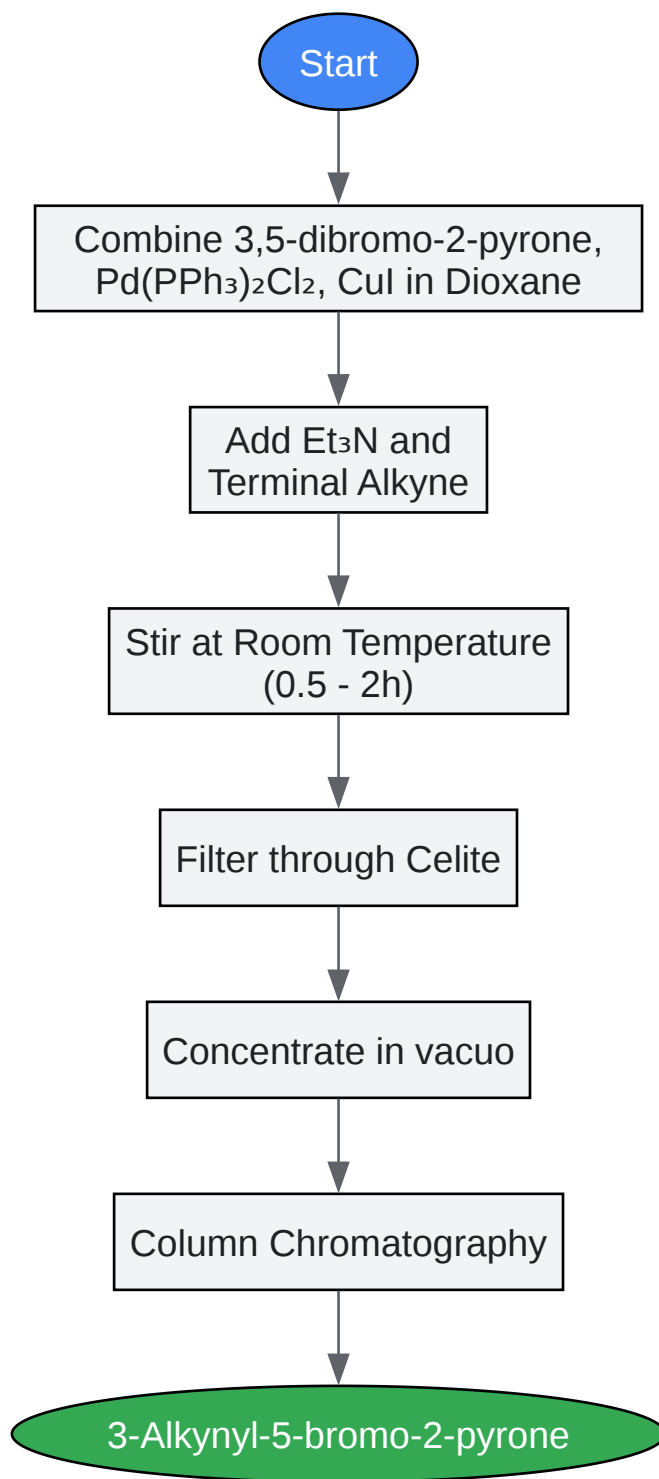 Start
Combine 3,5-dibromo-2-pyrone,
Pd(PPh₃)₂Cl₂, CuI in Dioxane
Add Et₃N and
Terminal Alkyne
Stir at Room Temperature
(0.5 - 2h)
Filter through Celite
Concentrate in vacuo
Column Chromatography
3-Alkynyl-5-bromo-2-pyrone